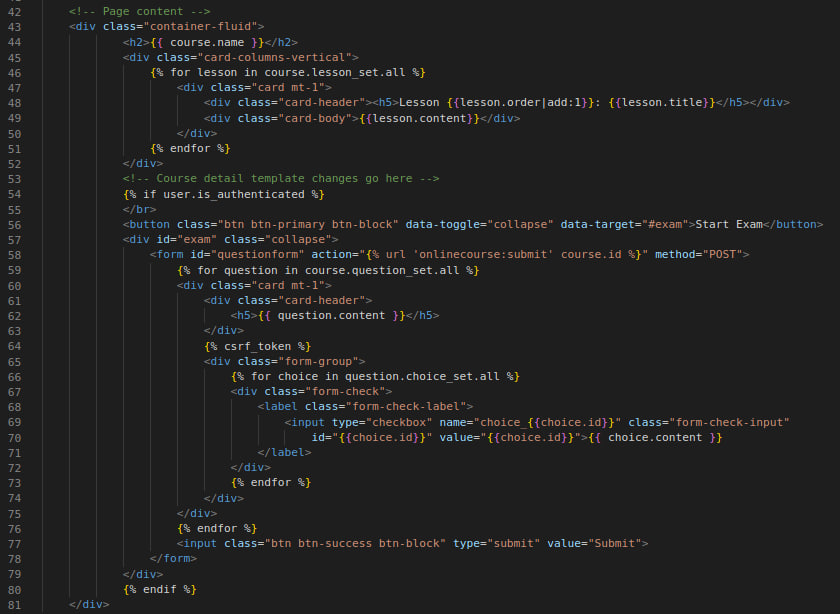 42 <!-- Page content -->
43 <div class="container-fluid">
44 <h2>{{ course.name }}</h2>
45 <div class="card-columns-vertical">
46 {% for lesson in course.lesson_set.all %}
47 <div class="card mt-1">
48 <div class="card-header"><h5>Lesson {{lesson.order|add:1}}: {{lesson.title}}</h5></div>
49 <div class="card-body">{{lesson.content}}</div>
50 </div>
51 {% endfor %}
52 </div>
53 <!-- Course detail template changes go here -->
54 {% if user.is_authenticated %}
55 </br>
56 <button class="btn btn-primary btn-block" data-toggle="collapse" data-target="#exam">Start Exam</button>
57 <div id="exam" class="collapse">
58 <form id="questionform" action="{% url 'onlinecourse:submit' course.id %}" method="POST">
59 {% for question in course.question_set.all %}
60 <div class="card mt-1">
61 <div class="card-header">
62 <h5>{{ question.content }}</h5>
63 </div>
64 {% csrf_token %}
65 <div class="form-group">
66 {% for choice in question.choice_set.all %}
67 <div class="form-check">
68 <label class="form-check-label">
69 <input type="checkbox" name="choice_{{choice.id}}" class="form-check-input"
70 id="{{choice.id}}" value="{{choice.id}}">{{ choice.content }}
71 </label>
72 </div>
73 {% endfor %}
74 </div>
75 </div>
76 {% endfor %}
77 <input class="btn btn-success btn-block" type="submit" value="Submit">
78 </form>
79 </div>
80 {% endif %}
81 </div>